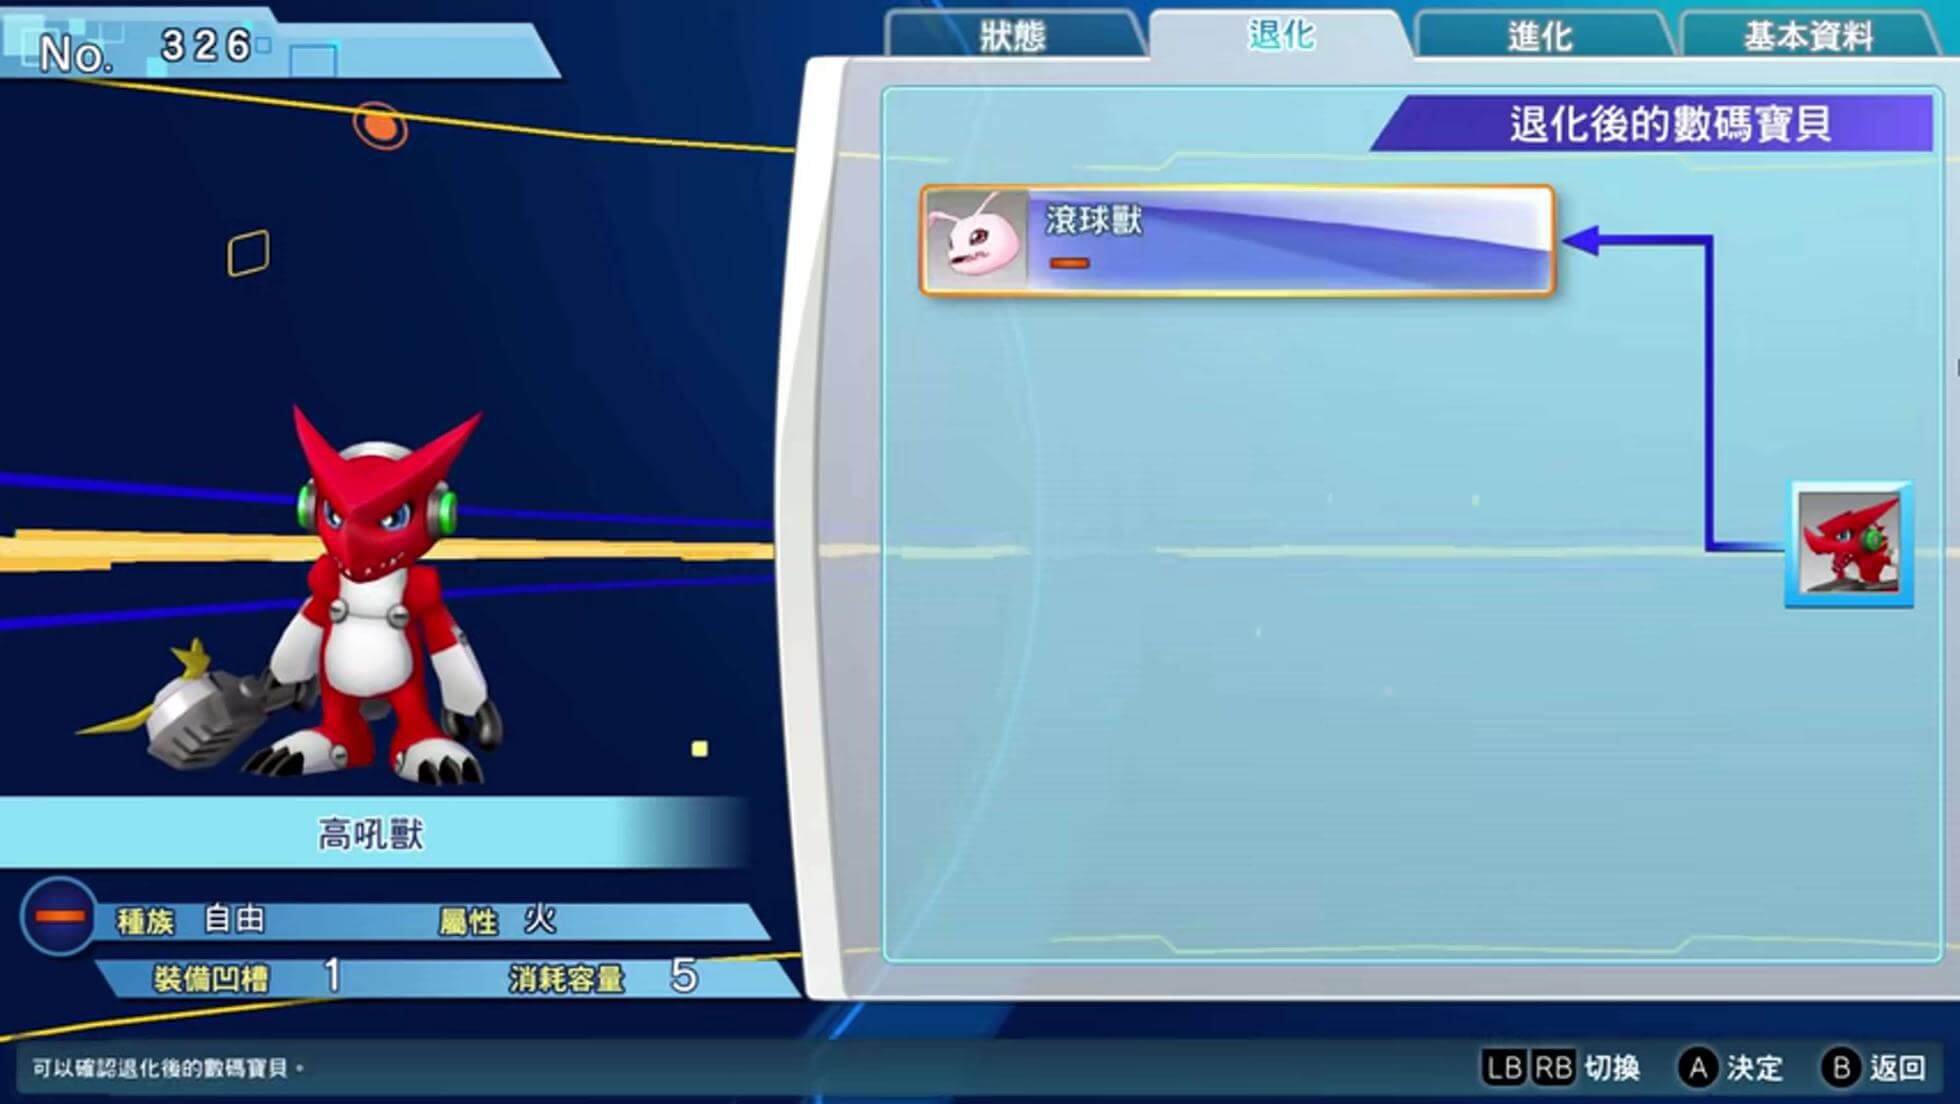 No. 326
狀態 退化 進化 基本資料
退化後的數碼寶貝
滾球獸
高吼獸
種族 自由 屬性 火
裝備凹槽 1 消耗容量 5
可以確認退化後的數碼寶貝。
LB RB 切換 A 決定 B 返回